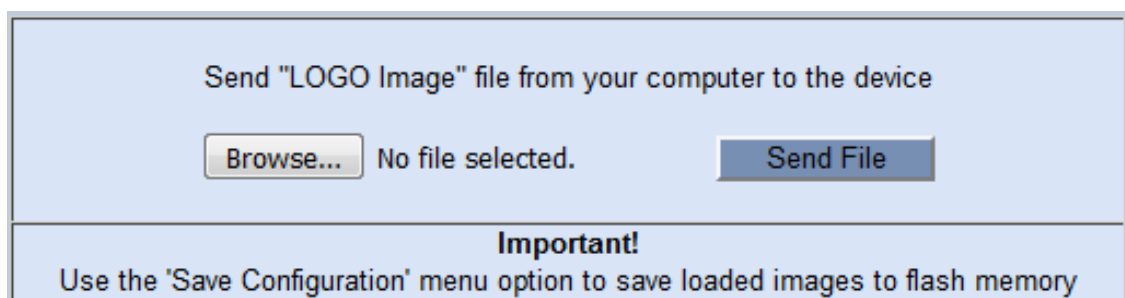 Send "LOGO Image" file from your computer to the device
Browse... No file selected. Send File
Important!
Use the 'Save Configuration' menu option to save loaded images to flash memory